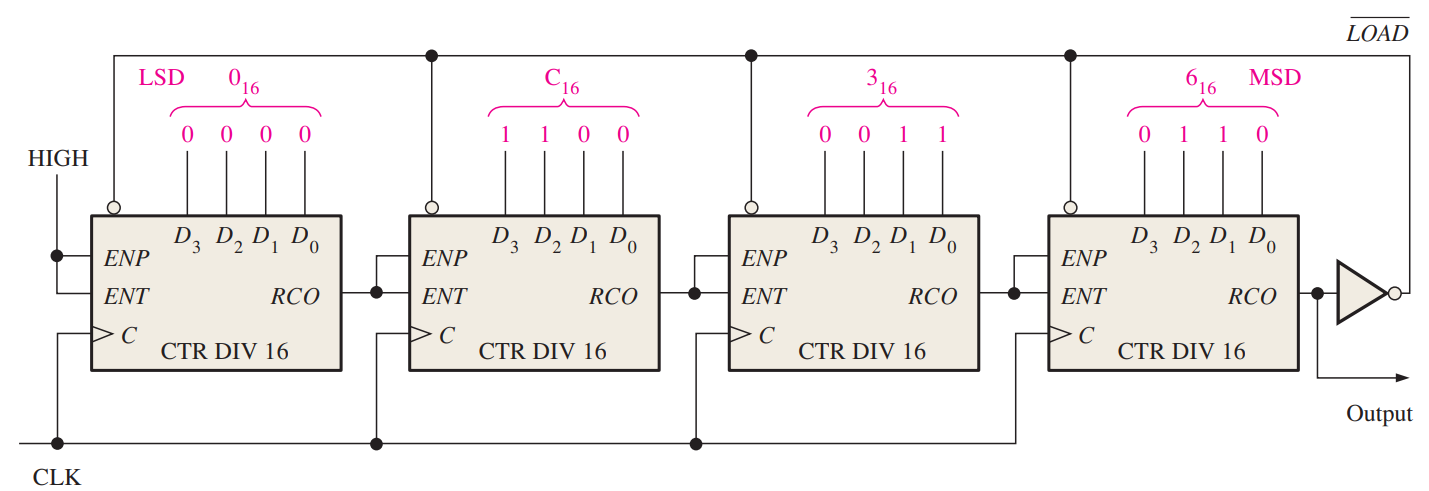 LOAD
LSD 0₁₆ C₁₆ 3₁₆ 6₁₆ MSD
0 0 0 0 1 1 0 0 0 0 1 1 0 1 1 0
HIGH
D₃ D₂ D₁ D₀ D₃ D₂ D₁ D₀ D₃ D₂ D₁ D₀ D₃ D₂ D₁ D₀
ENP ENP ENP ENP
ENT RCO ENT RCO ENT RCO ENT RCO
C C C C
CTR DIV 16 CTR DIV 16 CTR DIV 16 CTR DIV 16
Output
CLK